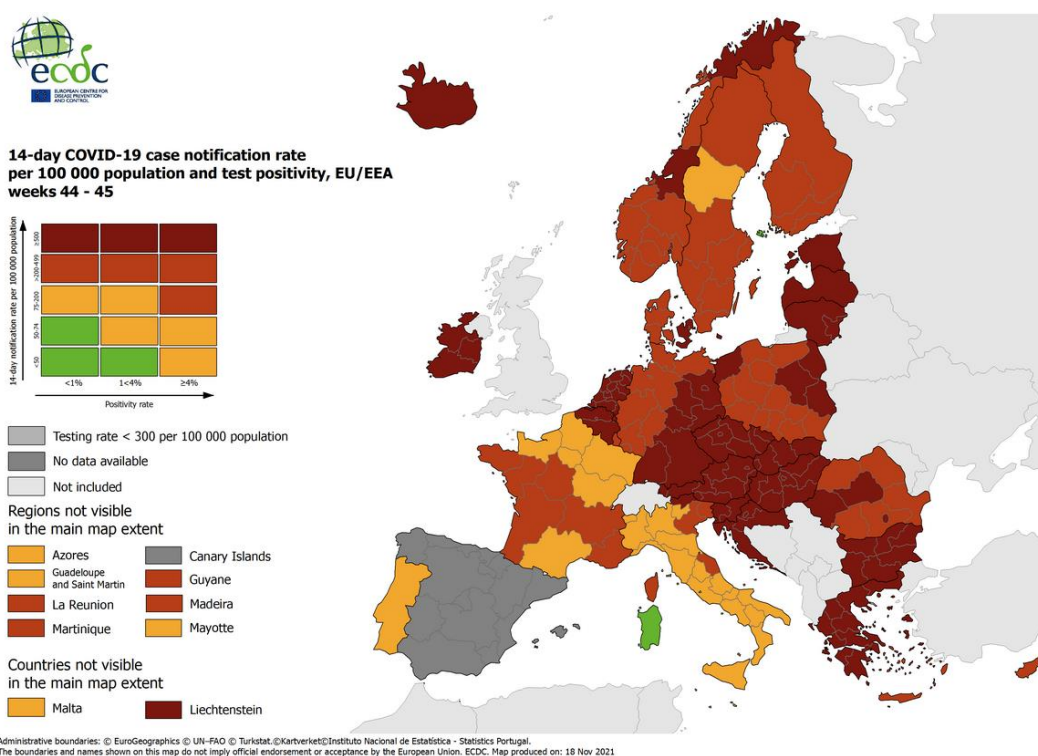 ecdc
EUROPEAN CENTRE FOR
DISEASE PREVENTION
AND CONTROL
14-day COVID-19 case notification rate
per 100 000 population and test positivity, EU/EEA
weeks 44 - 45
14-day notification rate per 100 000 population
≥500
>200-499
75-200
50-74
<50
<1%
1<4%
≥4%
Positivity rate
Testing rate < 300 per 100 000 population
No data available
Not included
Regions not visible
in the main map extent
Azores
Canary Islands
Guadeloupe
and Saint Martin
Guyane
La Reunion
Madeira
Martinique
Mayotte
Countries not visible
in the main map extent
Malta
Liechtenstein
Administrative boundaries: © EuroGeographics © UN–FAO © Turkstat.©Kartverket©Instituto Nacional de Estatística - Statistics Portugal.
The boundaries and names shown on this map do not imply official endorsement or acceptance by the European Union. ECDC. Map produced on: 18 Nov 2021